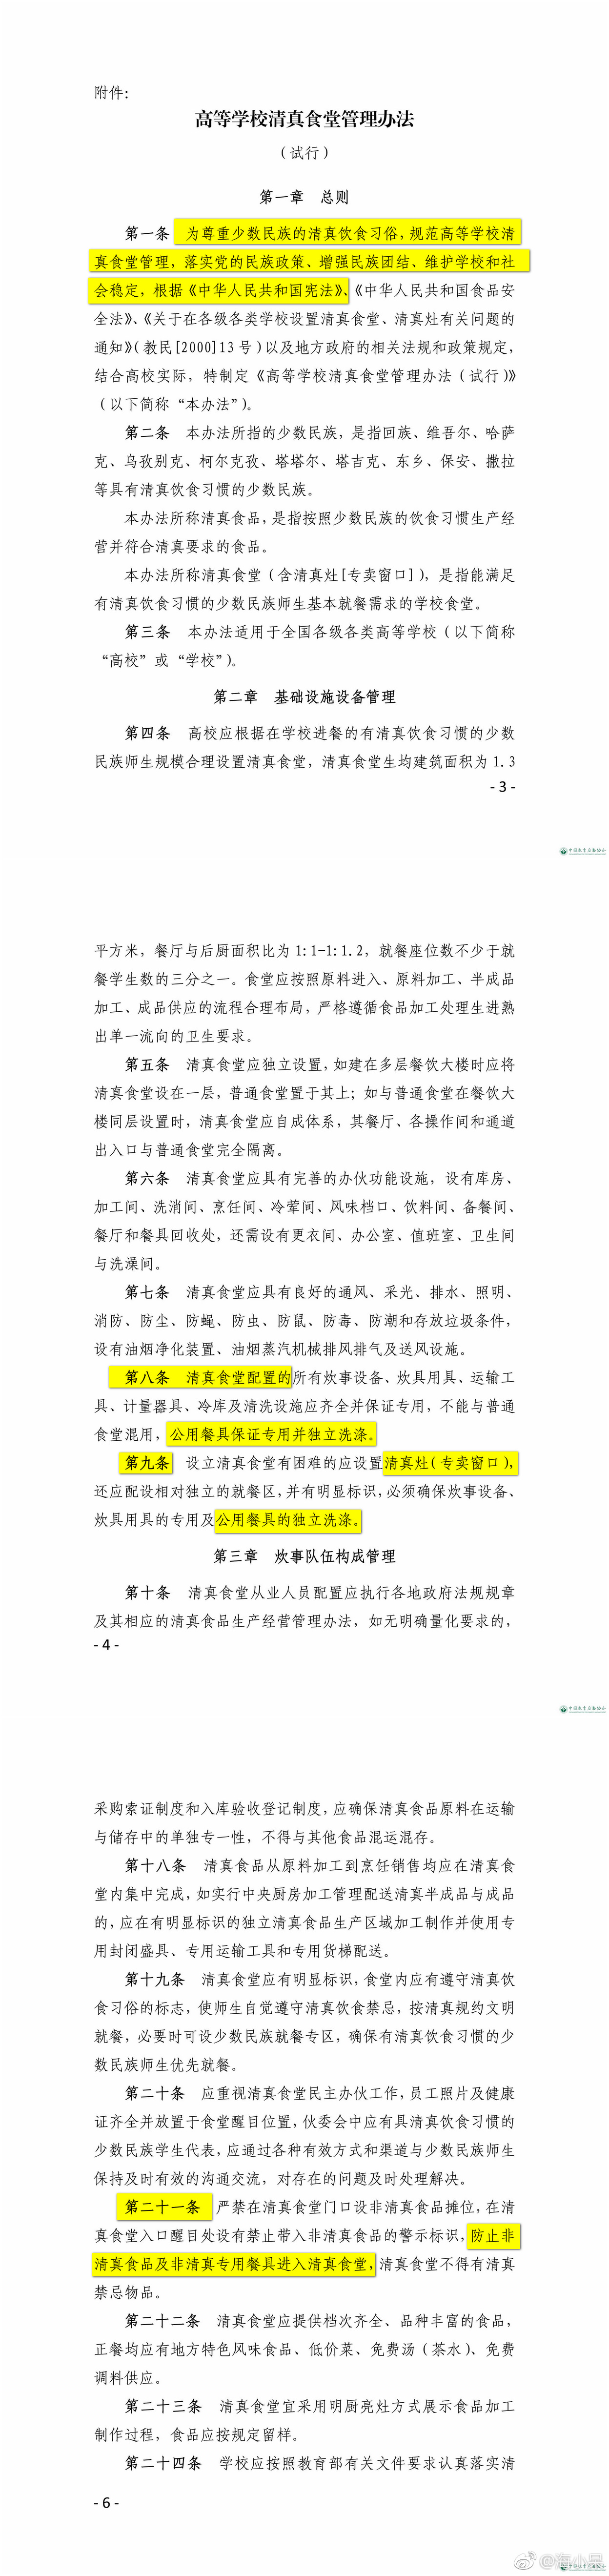 附件：
高等学校清真食堂管理办法
（试行）
第一章　总则
第一条　为尊重少数民族的清真饮食习俗，规范高等学校清
真食堂管理，落实党的民族政策、增强民族团结、维护学校和社
会稳定，根据《中华人民共和国宪法》、《中华人民共和国食品安
全法》、《关于在各级各类学校设置清真食堂、清真灶有关问题的
通知》（教民[2000]13号）以及地方政府的相关法规和政策规定，
结合高校实际，特制定《高等学校清真食堂管理办法（试行）》
（以下简称“本办法”）。
第二条　本办法所指的少数民族，是指回族、维吾尔、哈萨
克、乌孜别克、柯尔克孜、塔塔尔、塔吉克、东乡、保安、撒拉
等具有清真饮食习惯的少数民族。
本办法所称清真食品，是指按照少数民族的饮食习惯生产经
营并符合清真要求的食品。
本办法所称清真食堂（含清真灶[专卖窗口]），是指能满足
有清真饮食习惯的少数民族师生基本就餐需求的学校食堂。
第三条　本办法适用于全国各级各类高等学校（以下简称
“高校”或“学校”）。
第二章　基础设施设备管理
第四条　高校应根据在学校进餐的有清真饮食习惯的少数
民族师生规模合理设置清真食堂，清真食堂生均建筑面积为1.3
- 3 -
平方米，餐厅与后厨面积比为1:1-1:1.2，就餐座位数不少于就
餐学生数的三分之一。食堂应按照原料进入、原料加工、半成品
加工、成品供应的流程合理布局，严格遵循食品加工处理生进熟
出单一流向的卫生要求。
第五条　清真食堂应独立设置，如建在多层餐饮大楼时应将
清真食堂设在一层，普通食堂置于其上；如与普通食堂在餐饮大
楼同层设置时，清真食堂应自成体系，其餐厅、各操作间和通道
出入口与普通食堂完全隔离。
第六条　清真食堂应具有完善的办伙功能设施，设有库房、
加工间、洗消间、烹饪间、冷荤间、风味档口、饮料间、备餐间、
餐厅和餐具回收处，还需设有更衣间、办公室、值班室、卫生间
与洗澡间。
第七条　清真食堂应具有良好的通风、采光、排水、照明、
消防、防尘、防蝇、防虫、防鼠、防毒、防潮和存放垃圾条件，
设有油烟净化装置、油烟蒸汽机械排风排气及送风设施。
第八条　清真食堂配置的所有炊事设备、炊具用具、运输工
具、计量器具、冷库及清洗设施应齐全并保证专用，不能与普通
食堂混用，公用餐具保证专用并独立洗涤。
第九条　设立清真食堂有困难的应设置清真灶（专卖窗口），
还应配设相对独立的就餐区，并有明显标识，必须确保炊事设备、
炊具用具的专用及公用餐具的独立洗涤。
第三章　炊事队伍构成管理
第十条　清真食堂从业人员配置应执行各地政府法规规章
及其相应的清真食品生产经营管理办法，如无明确量化要求的，
- 4 -
采购索证制度和入库验收登记制度，应确保清真食品原料在运输
与储存中的单独专一性，不得与其他食品混运混存。
第十八条　清真食品从原料加工到烹饪销售均应在清真食
堂内集中完成，如实行中央厨房加工管理配送清真半成品与成品
的，应在有明显标识的独立清真食品生产区域加工制作并使用专
用封闭盛具、专用运输工具和专用货梯配送。
第十九条　清真食堂应有明显标识，食堂内应有遵守清真饮
食习俗的标志，使师生自觉遵守清真饮食禁忌，按清真规约文明
就餐，必要时可设少数民族就餐专区，确保有清真饮食习惯的少
数民族师生优先就餐。
第二十条　应重视清真食堂民主办伙工作，员工照片及健康
证齐全并放置于食堂醒目位置，伙委会中应有具清真饮食习惯的
少数民族学生代表，应通过各种有效方式和渠道与少数民族师生
保持及时有效的沟通交流，对存在的问题及时处理解决。
第二十一条　严禁在清真食堂门口设非清真食品摊位，在清
真食堂入口醒目处设有禁止带入非清真食品的警示标识，防止非
清真食品及非清真专用餐具进入清真食堂，清真食堂不得有清真
禁忌物品。
第二十二条　清真食堂应提供档次齐全、品种丰富的食品，
正餐均应有地方特色风味食品、低价菜、免费汤（茶水）、免费
调料供应。
第二十三条　清真食堂宜采用明厨亮灶方式展示食品加工
制作过程，食品应按规定留样。
第二十四条　学校应按照教育部有关文件要求认真落实清
- 6 -